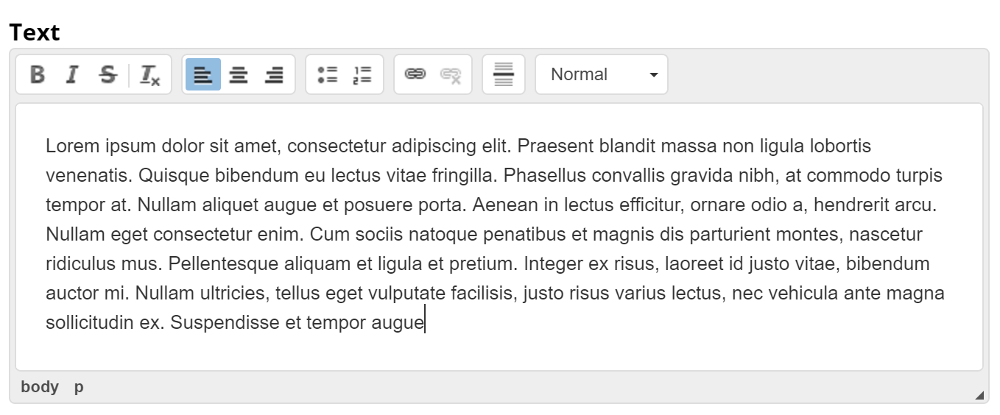 Text
B I S Tx
Normal
Lorem ipsum dolor sit amet, consectetur adipiscing elit. Praesent blandit massa non ligula lobortis
venenatis. Quisque bibendum eu lectus vitae fringilla. Phasellus convallis gravida nibh, at commodo turpis
tempor at. Nullam aliquet augue et posuere porta. Aenean in lectus efficitur, ornare odio a, hendrerit arcu.
Nullam eget consectetur enim. Cum sociis natoque penatibus et magnis dis parturient montes, nascetur
ridiculus mus. Pellentesque aliquam et ligula et pretium. Integer ex risus, laoreet id justo vitae, bibendum
auctor mi. Nullam ultricies, tellus eget vulputate facilisis, justo risus varius lectus, nec vehicula ante magna
sollicitudin ex. Suspendisse et tempor augue
body p